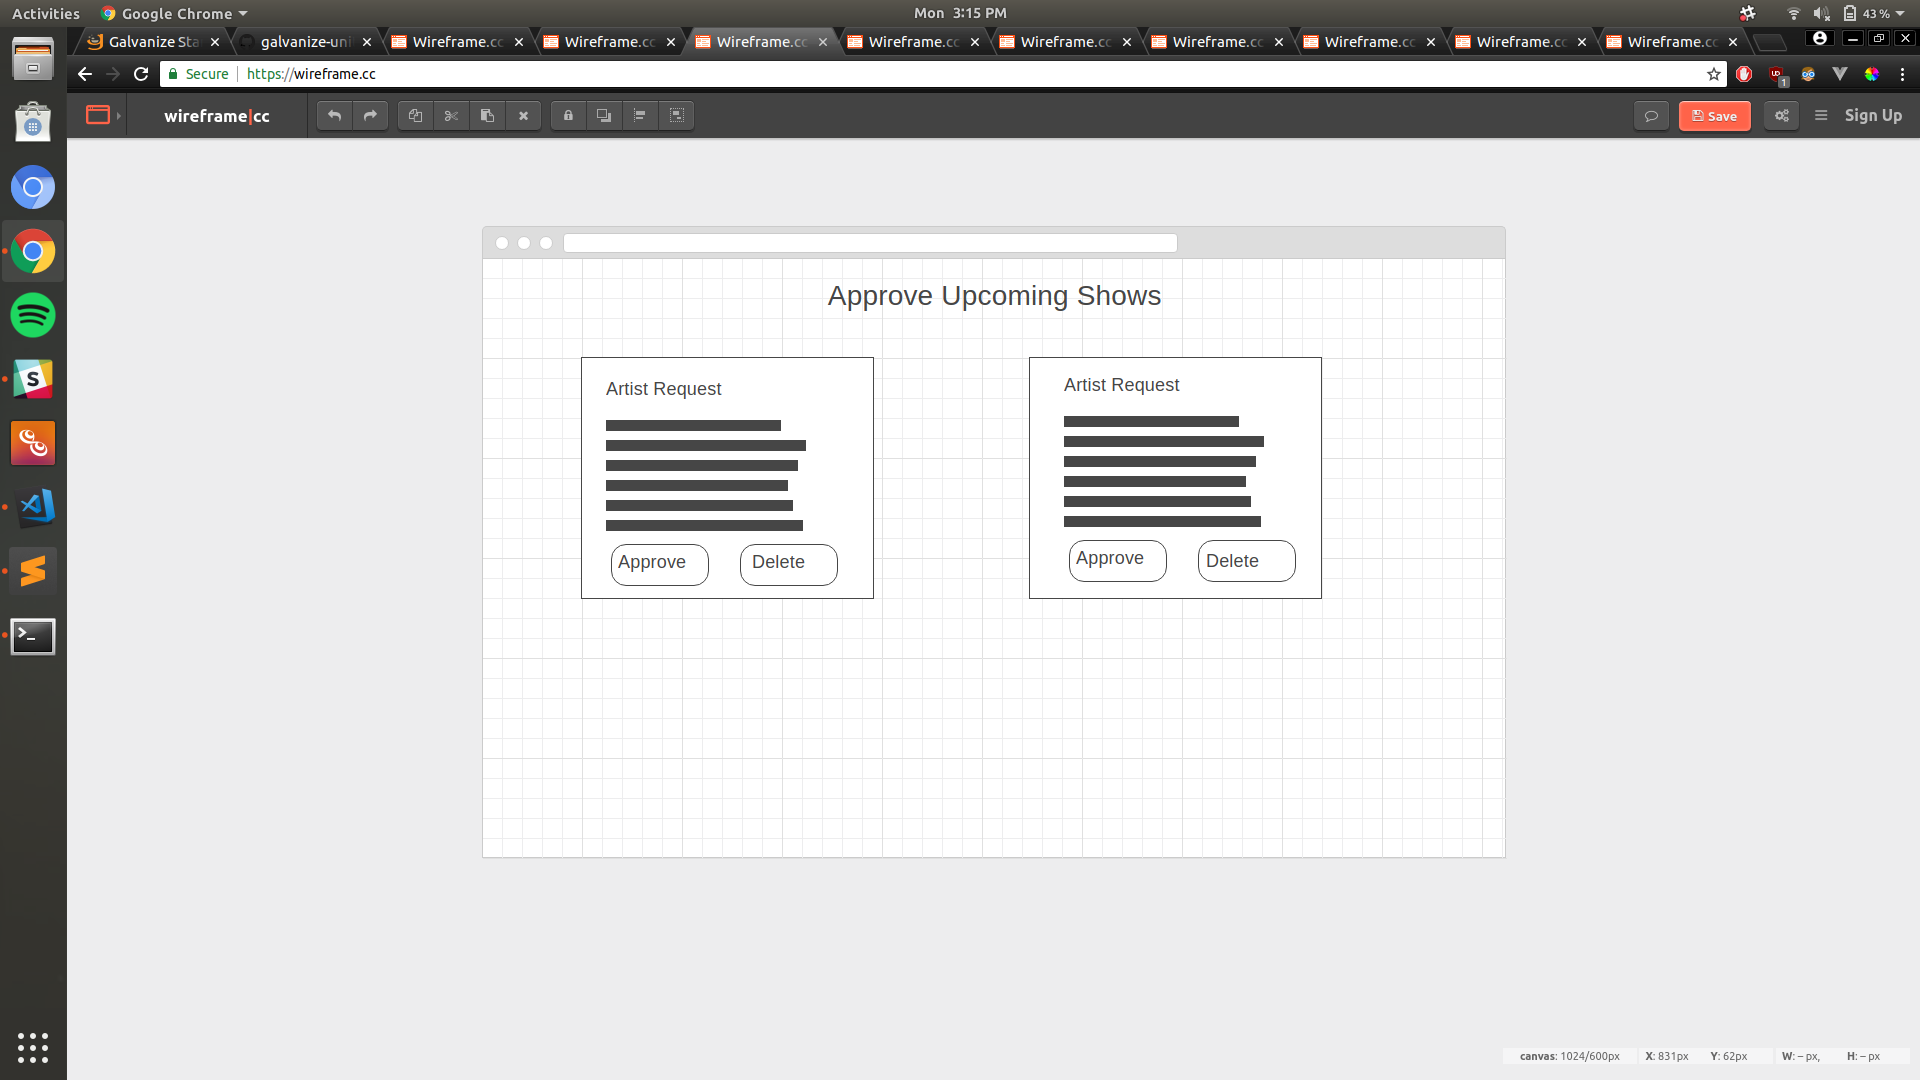 Activities Google Chrome Mon 3:15 PM 43 %
Galvanize Sta galvanize-uni Wireframe.cc Wireframe.cc Wireframe.cc Wireframe.cc Wireframe.cc Wireframe.cc Wireframe.cc Wireframe.cc Wireframe.cc
Secure https://wireframe.cc 1
wireframe|cc Save Sign Up
Approve Upcoming Shows
Artist Request
Approve Delete
Artist Request
Approve Delete
canvas: 1024/600px X: 831px Y: 62px W: – px, H: – px